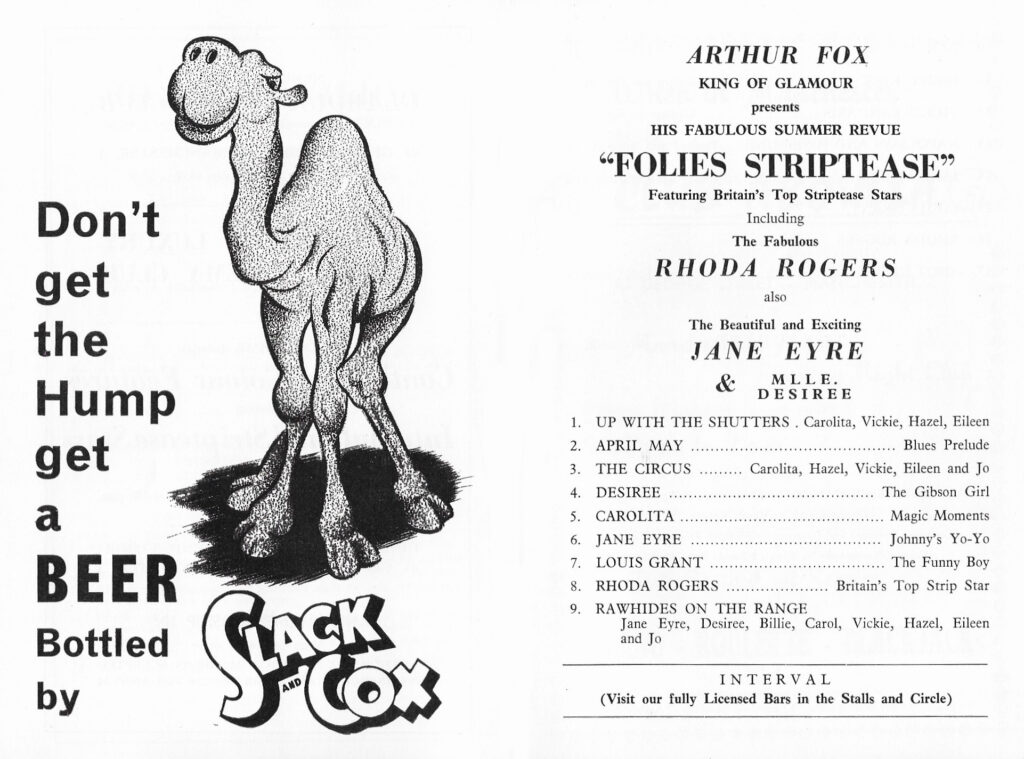 Don't
get
the
Hump
get
a
BEER
Bottled
by
SLACK
AND
COX
ARTHUR FOX
KING OF GLAMOUR
presents
HIS FABULOUS SUMMER REVUE
“FOLIES STRIPTEASE”
Featuring Britain's Top Striptease Stars
Including
The Fabulous
RHODA ROGERS
also
The Beautiful and Exciting
JANE EYRE
& MLLE.
DESIREE
1. UP WITH THE SHUTTERS . Carolita, Vickie, Hazel, Eileen
2. APRIL MAY ........................................ Blues Prelude
3. THE CIRCUS ......... Carolita, Hazel, Vickie, Eileen and Jo
4. DESIREE ....................................... The Gibson Girl
5. CAROLITA ....................................... Magic Moments
6. JANE EYRE ..................................... Johnny's Yo-Yo
7. LOUIS GRANT .................................. The Funny Boy
8. RHODA ROGERS .................... Britain's Top Strip Star
9. RAWHIDES ON THE RANGE
Jane Eyre, Desiree, Billie, Carol, Vickie, Hazel, Eileen
and Jo
INTERVAL
(Visit our fully Licensed Bars in the Stalls and Circle)